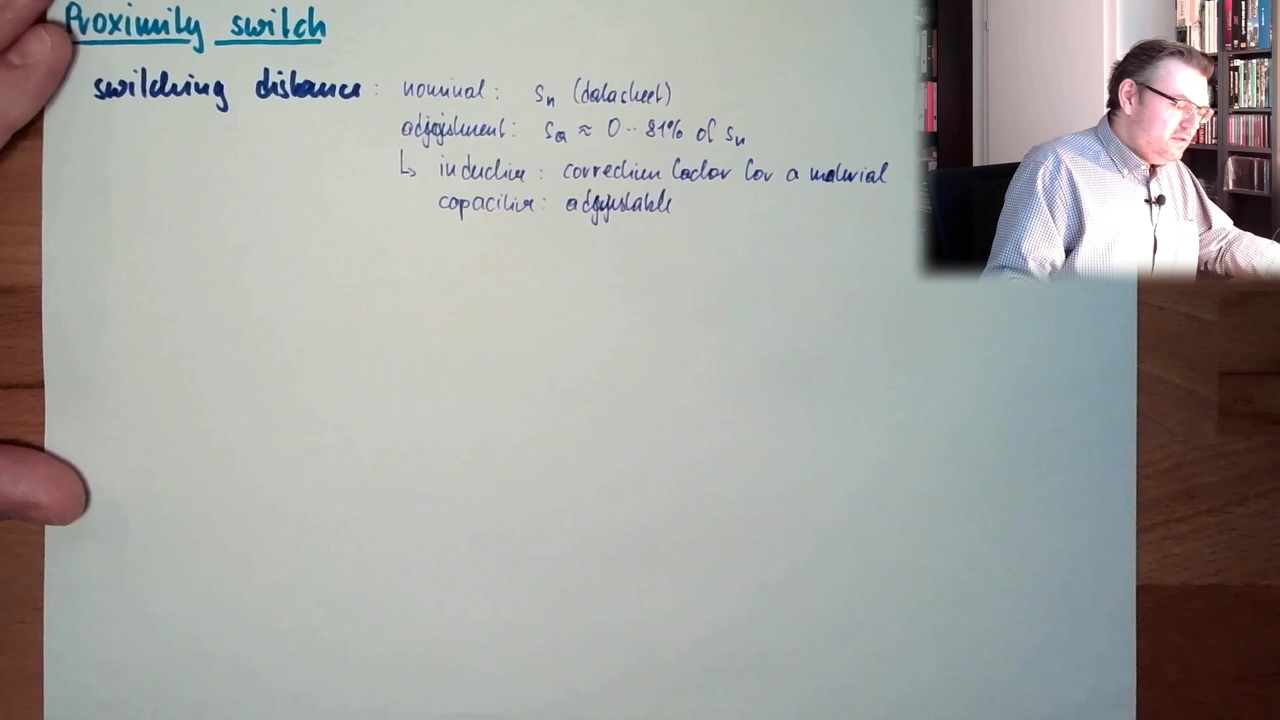 Proximity switch
switching distance: nominal: sn (datasheet)
adjustment: sa ≈ 0 .. 81% of sn
↳ inductive: correction factor for a material
capacitive: adjustable